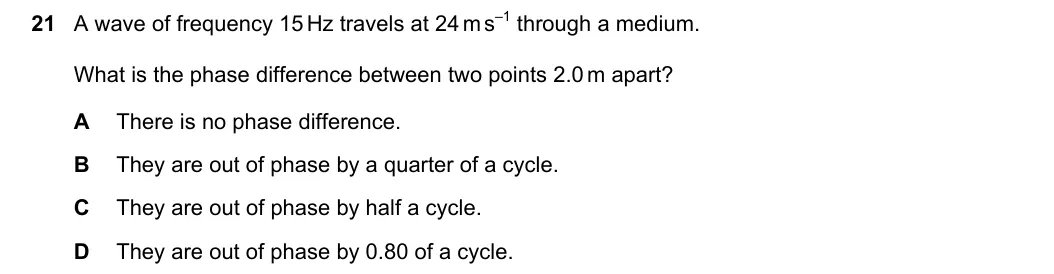 21 A wave of frequency 15 Hz travels at 24 m s⁻¹ through a medium.
What is the phase difference between two points 2.0 m apart?
A There is no phase difference.
B They are out of phase by a quarter of a cycle.
C They are out of phase by half a cycle.
D They are out of phase by 0.80 of a cycle.